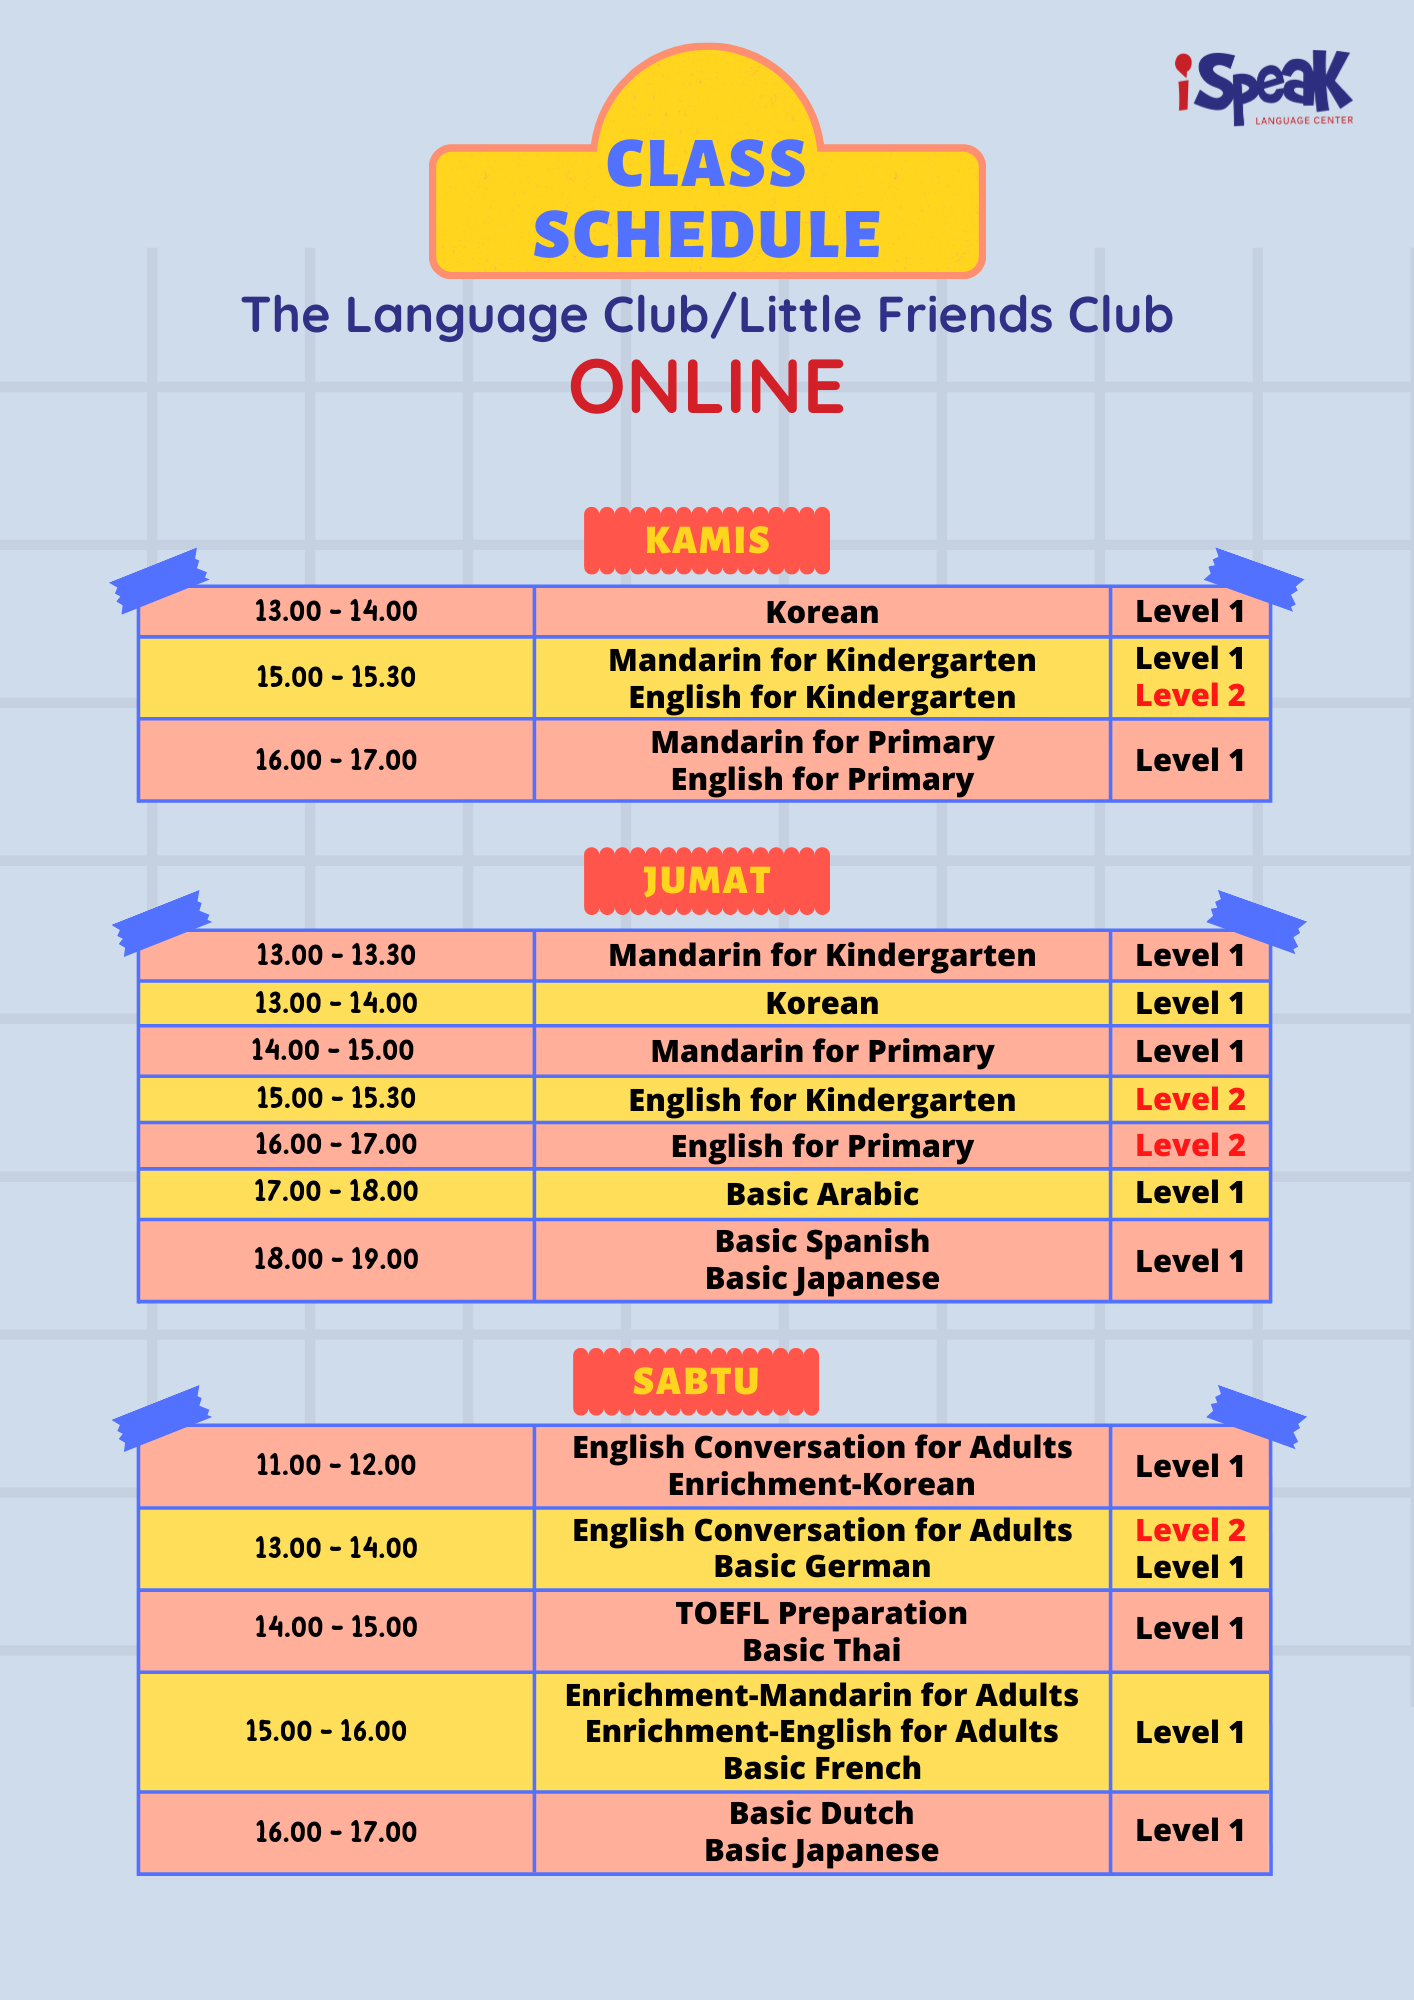 iSpeak
LANGUAGE CENTER
CLASS
SCHEDULE
The Language Club/Little Friends Club
ONLINE
KAMIS
13.00 - 14.00 Korean Level 1
15.00 - 15.30 Mandarin for Kindergarten Level 1
English for Kindergarten Level 2
16.00 - 17.00 Mandarin for Primary Level 1
English for Primary
JUMAT
13.00 - 13.30 Mandarin for Kindergarten Level 1
13.00 - 14.00 Korean Level 1
14.00 - 15.00 Mandarin for Primary Level 1
15.00 - 15.30 English for Kindergarten Level 2
16.00 - 17.00 English for Primary Level 2
17.00 - 18.00 Basic Arabic Level 1
18.00 - 19.00 Basic Spanish Level 1
Basic Japanese
SABTU
11.00 - 12.00 English Conversation for Adults Level 1
Enrichment-Korean
13.00 - 14.00 English Conversation for Adults Level 2
Basic German Level 1
14.00 - 15.00 TOEFL Preparation Level 1
Basic Thai
15.00 - 16.00 Enrichment-Mandarin for Adults Level 1
Enrichment-English for Adults
Basic French
16.00 - 17.00 Basic Dutch Level 1
Basic Japanese